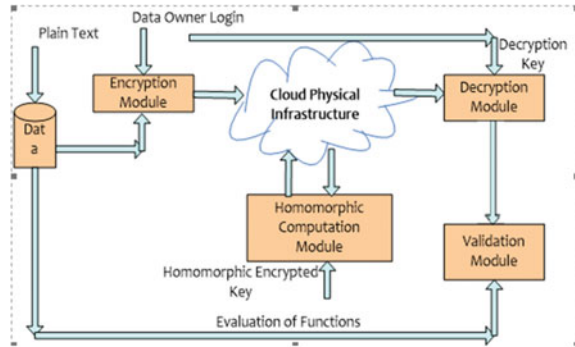 Data Owner Login
Plain Text
Decryption
Key
Encryption
Module
Cloud Physical
Infrastructure
Decryption
Module
Dat
a
Homomorphic
Computation
Module
Validation
Module
Homomorphic Encrypted
Key
Evaluation of Functions